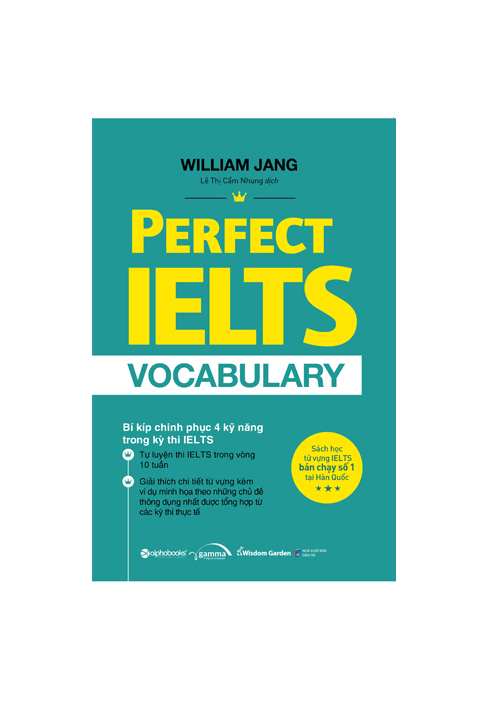 WILLIAM JANG
Lê Thị Cẩm Nhung dịch
PERFECT
IELTS
VOCABULARY
Bí kíp chinh phục 4 kỹ năng
trong kỳ thi IELTS
Tự luyện thi IELTS trong vòng
10 tuần
Giải thích chi tiết từ vựng kèm
ví dụ minh họa theo những chủ đề
thông dụng nhất được tổng hợp từ
các kỳ thi thực tế
Sách học
từ vựng IELTS
bán chạy số 1
tại Hàn Quốc
alphabooks gamma Wisdom Garden